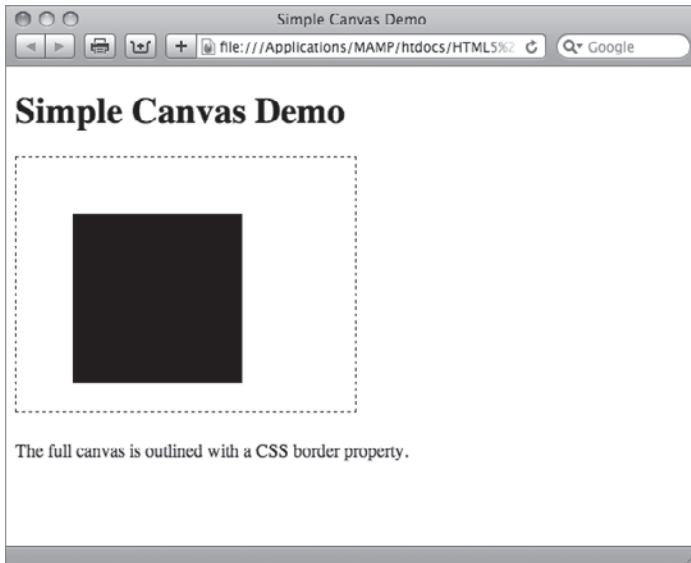 Simple Canvas Demo
file:///Applications/MAMP/htdocs/HTML5%2
Google
Simple Canvas Demo
The full canvas is outlined with a CSS border property.